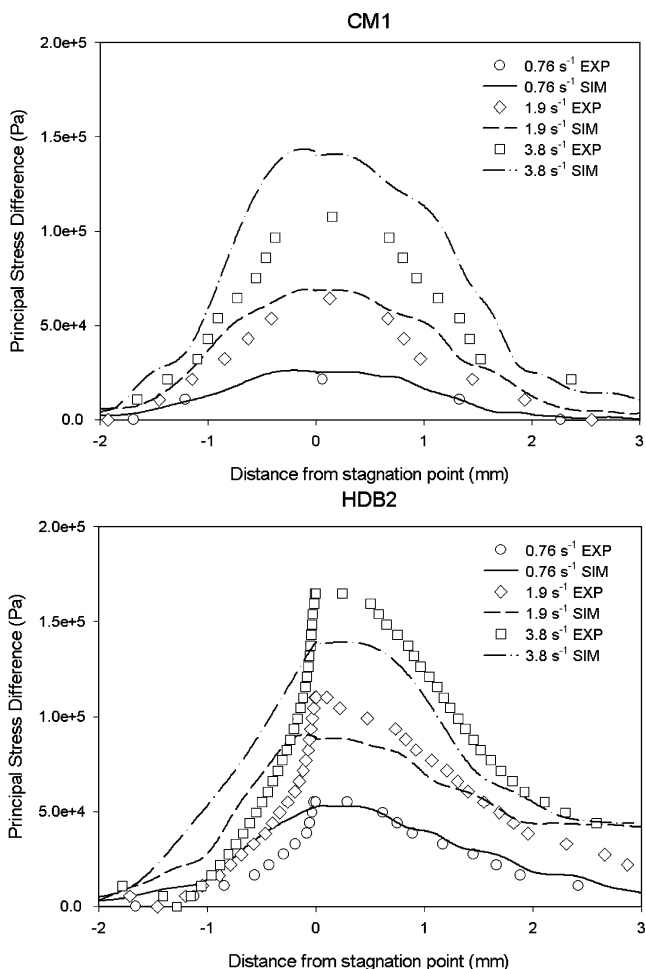 CM1
2.0e+5
1.5e+5
1.0e+5
5.0e+4
0.0
Principal Stress Difference (Pa)
0.76 s⁻¹ EXP
0.76 s⁻¹ SIM
1.9 s⁻¹ EXP
1.9 s⁻¹ SIM
3.8 s⁻¹ EXP
3.8 s⁻¹ SIM
-2 -1 0 1 2 3
Distance from stagnation point (mm)
HDB2
2.0e+5
1.5e+5
1.0e+5
5.0e+4
0.0
Principal Stress Difference (Pa)
0.76 s⁻¹ EXP
0.76 s⁻¹ SIM
1.9 s⁻¹ EXP
1.9 s⁻¹ SIM
3.8 s⁻¹ EXP
3.8 s⁻¹ SIM
-2 -1 0 1 2 3
Distance from stagnation point (mm)